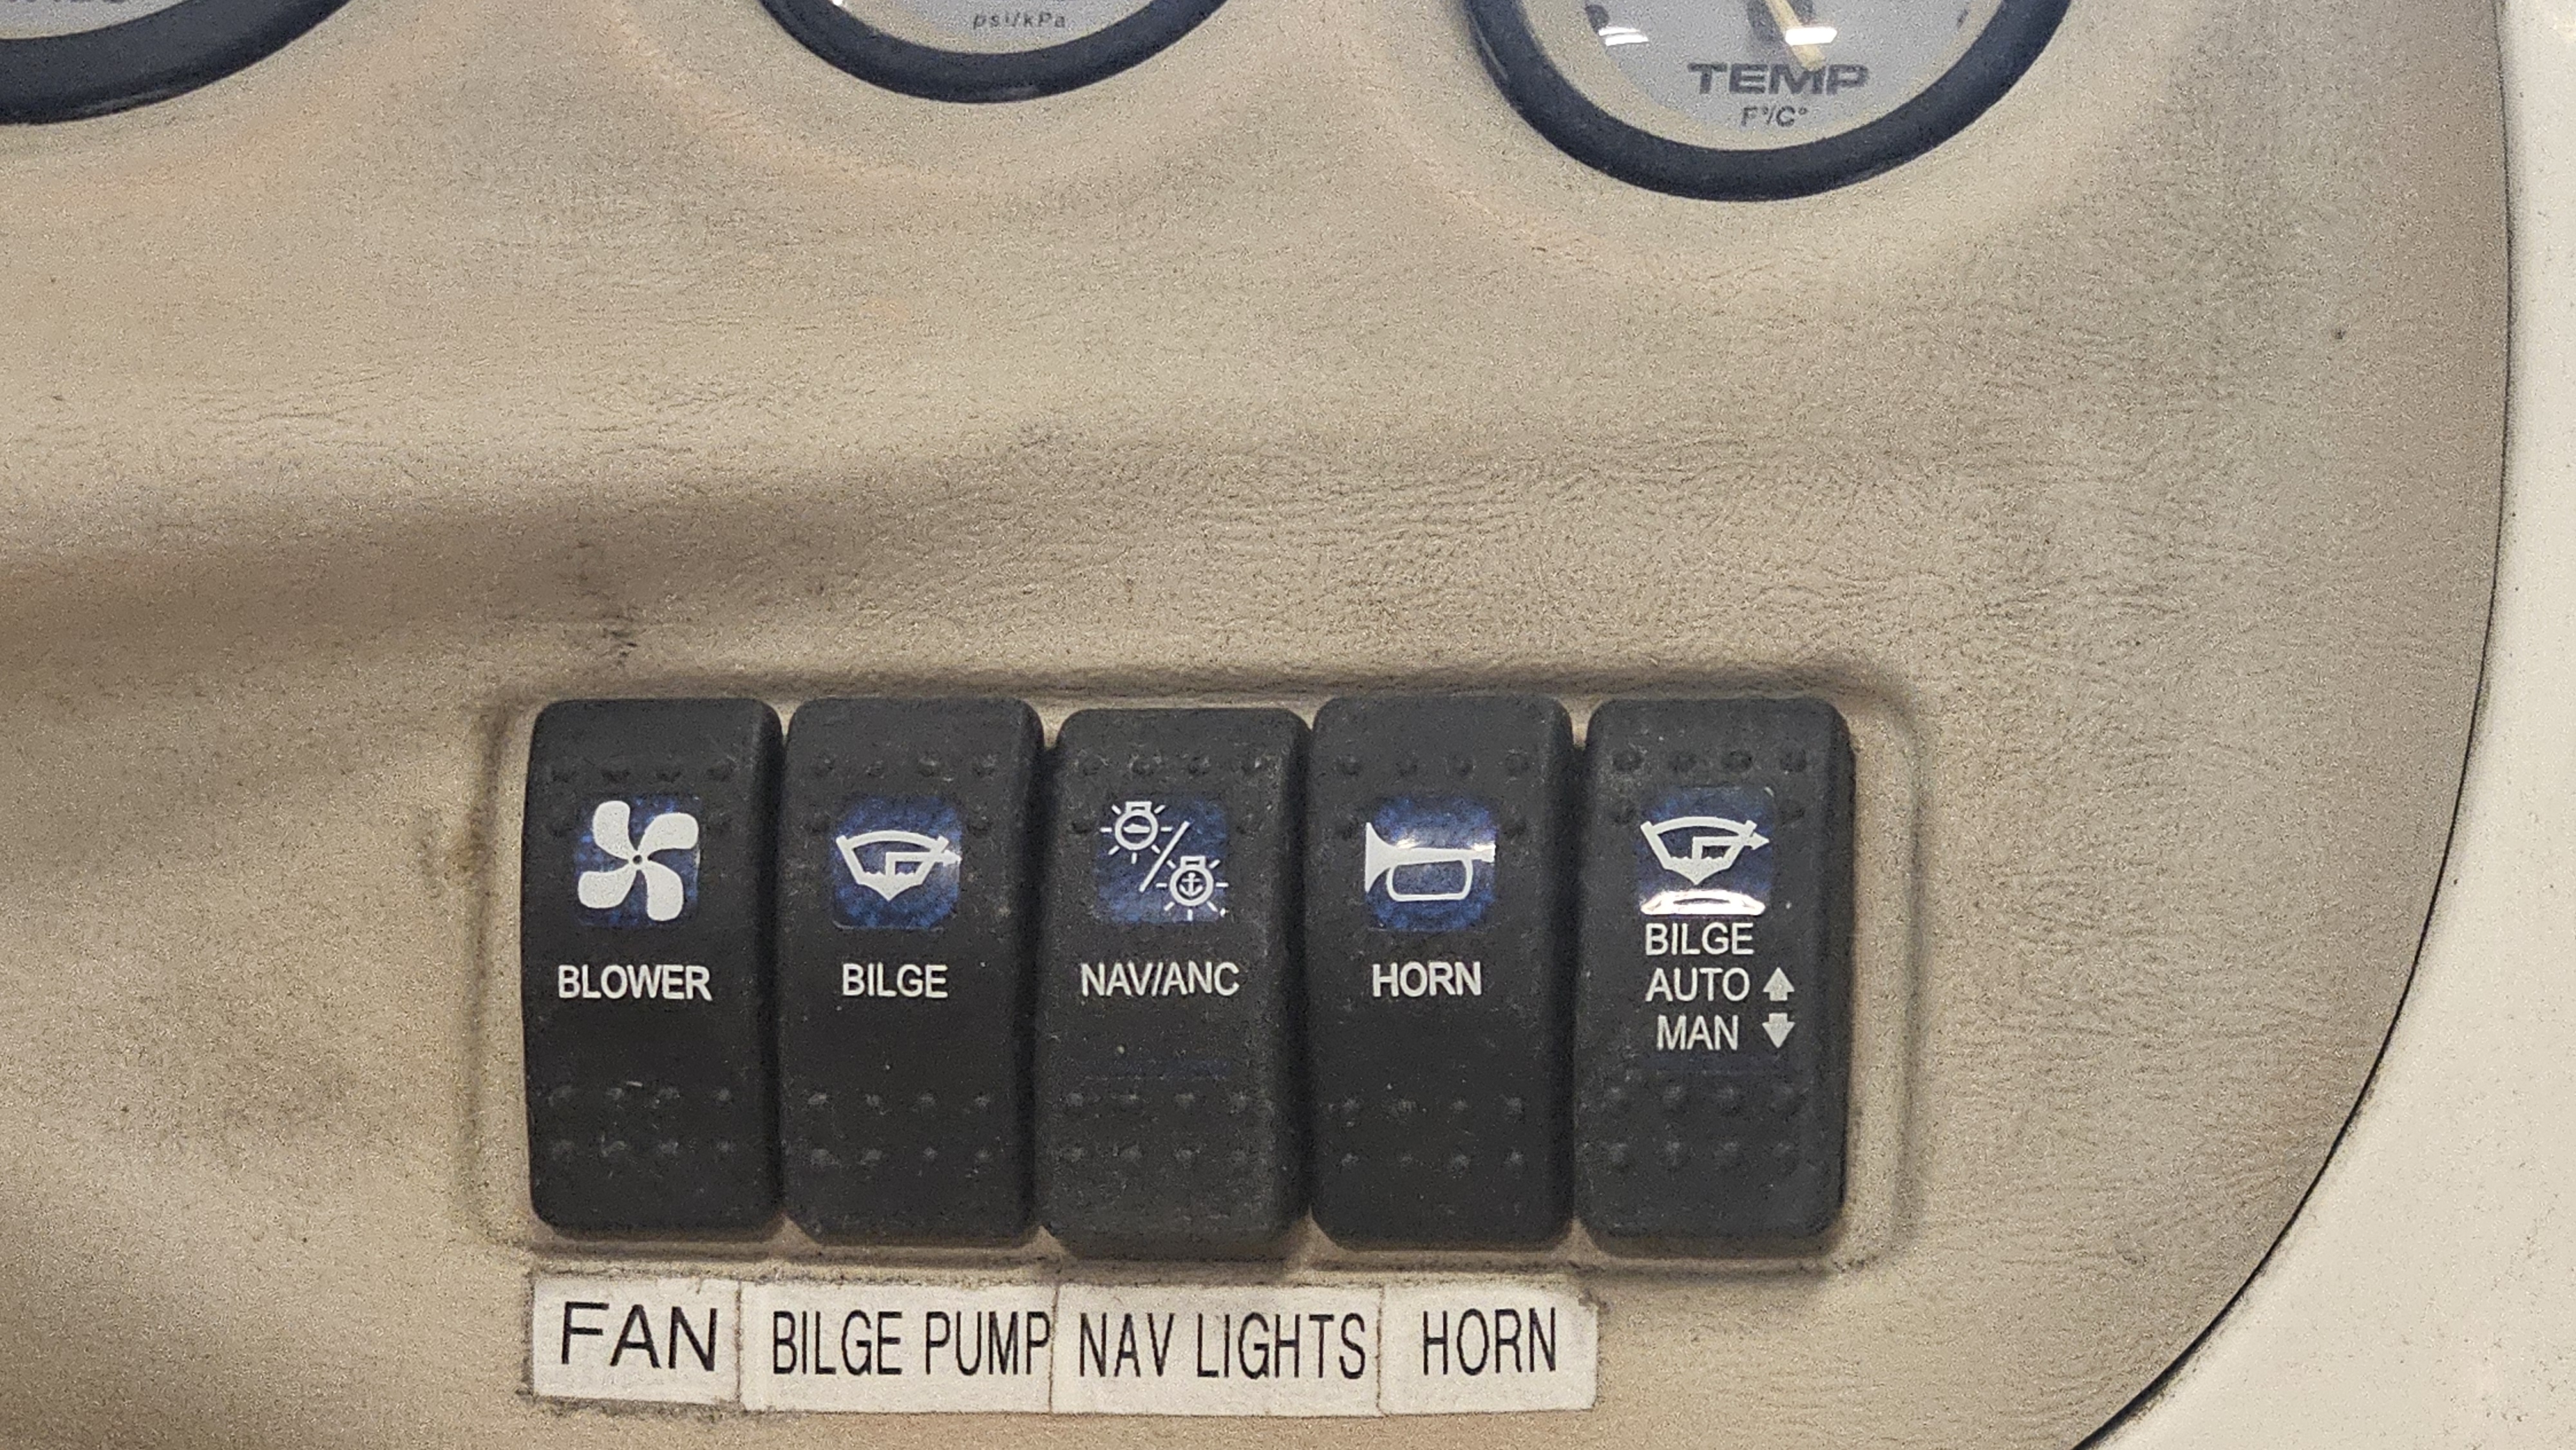 psi/kPa
TEMP
F°/C°
BLOWER
BILGE
NAV/ANC
HORN
BILGE
AUTO
MAN
FAN
BILGE PUMP
NAV LIGHTS
HORN